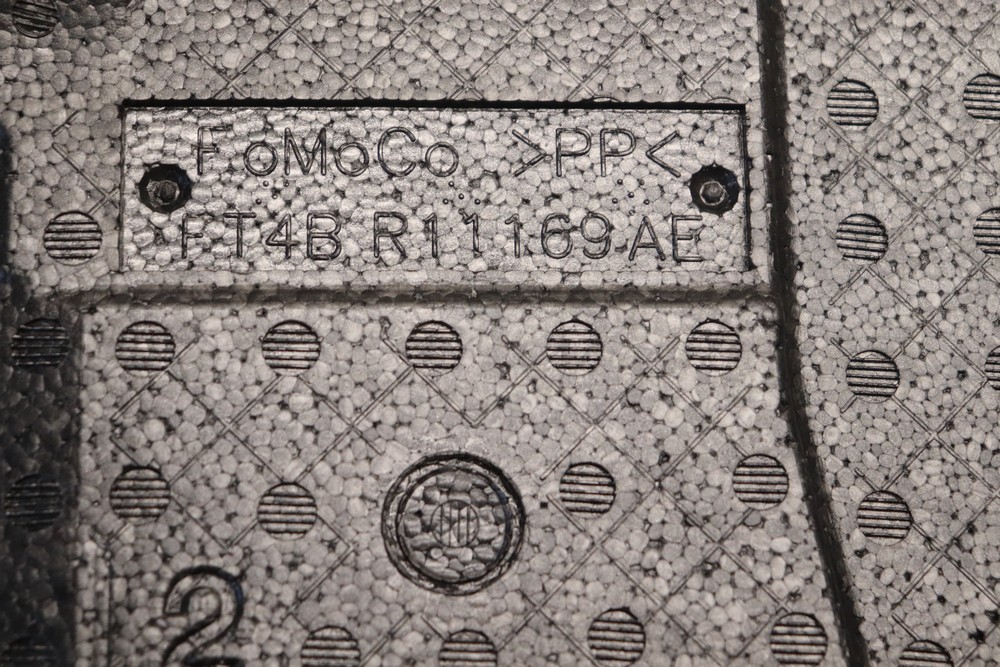 FoMoCo >PP<
FT4B R11169 AE
2